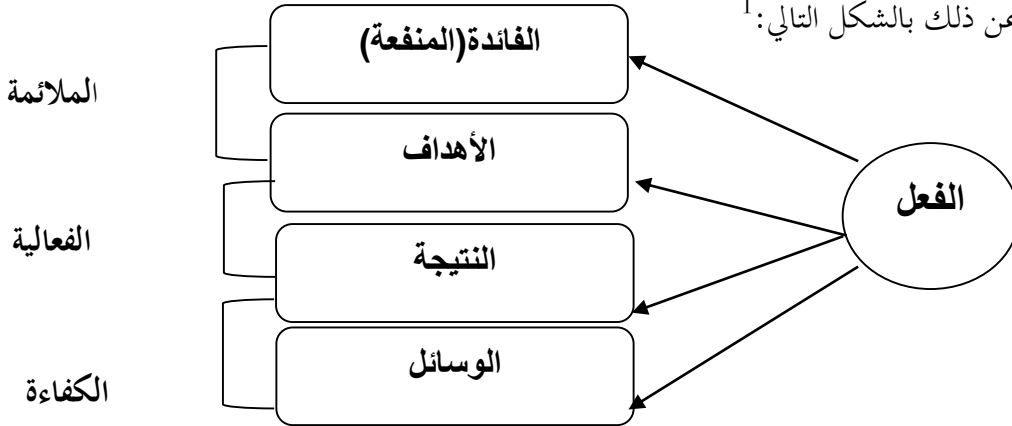 عن ذلك بالشكل التالي:1
الفائدة(المنفعة)
الملائمة
الأهداف
الفعل
الفعالية
النتيجة
الوسائل
الكفاءة